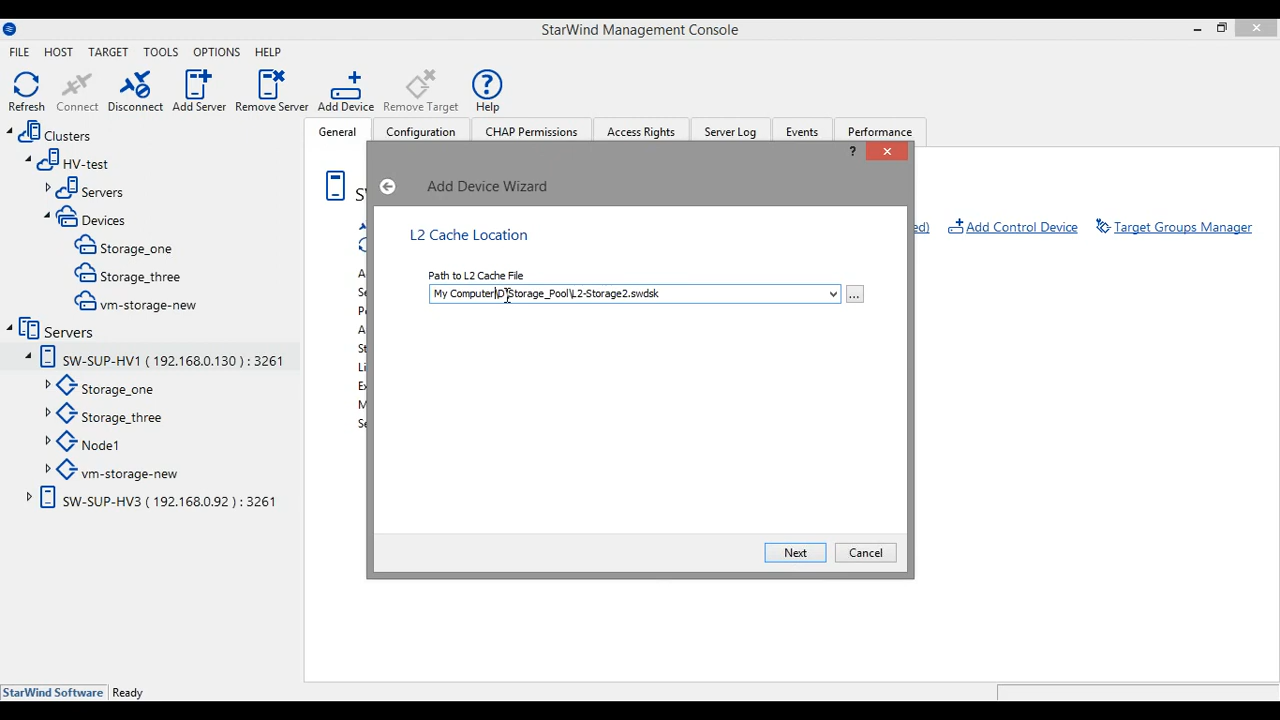 StarWind Management Console
FILE HOST TARGET TOOLS OPTIONS HELP
Refresh Connect Disconnect Add Server Remove Server Add Device Remove Target Help
Clusters
HV-test
Servers
Devices
Storage_one
Storage_three
vm-storage-new
Servers
SW-SUP-HV1 ( 192.168.0.130 ) : 3261
Storage_one
Storage_three
Node1
vm-storage-new
SW-SUP-HV3 ( 192.168.0.92 ) : 3261
General Configuration CHAP Permissions Access Rights Server Log Events Performance
Add Control Device Target Groups Manager
?
Add Device Wizard
L2 Cache Location
Path to L2 Cache File
My Computer\D\Storage_Pool\L2-Storage2.swdsk
...
Next Cancel
StarWind Software Ready